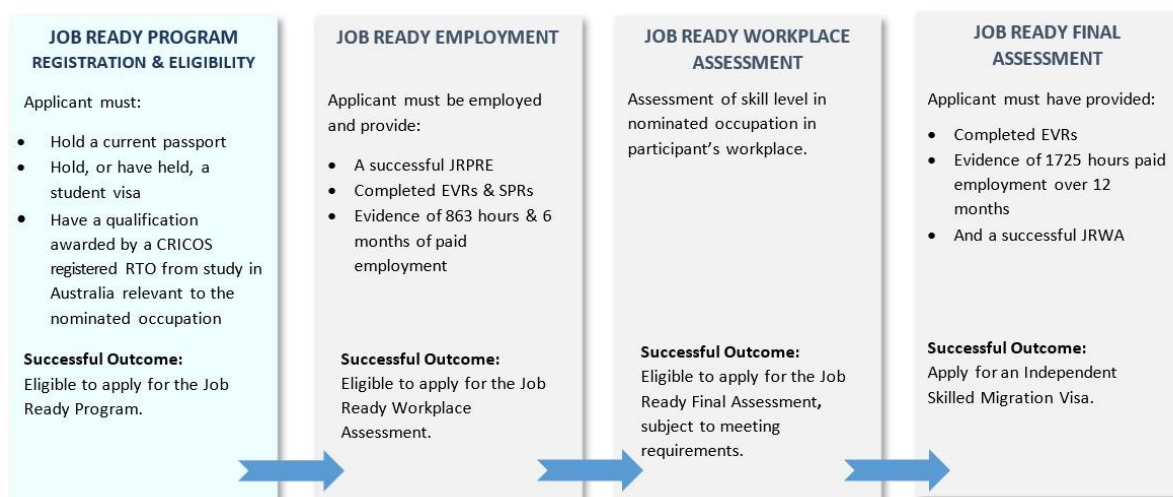 JOB READY PROGRAM
REGISTRATION & ELIGIBILITY
Applicant must:
• Hold a current passport
• Hold, or have held, a
student visa
• Have a qualification
awarded by a CRICOS
registered RTO from study in
Australia relevant to the
nominated occupation
Successful Outcome:
Eligible to apply for the Job
Ready Program.
JOB READY EMPLOYMENT
Applicant must be employed
and provide:
• A successful JRPRE
• Completed EVRs & SPRs
• Evidence of 863 hours & 6
months of paid
employment
Successful Outcome:
Eligible to apply for the Job
Ready Workplace
Assessment.
JOB READY WORKPLACE
ASSESSMENT
Assessment of skill level in
nominated occupation in
participant's workplace.
Successful Outcome:
Eligible to apply for the Job
Ready Final Assessment,
subject to meeting
requirements.
JOB READY FINAL
ASSESSMENT
Applicant must have provided:
• Completed EVRs
• Evidence of 1725 hours paid
employment over 12
months
• And a successful JRWA
Successful Outcome:
Apply for an Independent
Skilled Migration Visa.